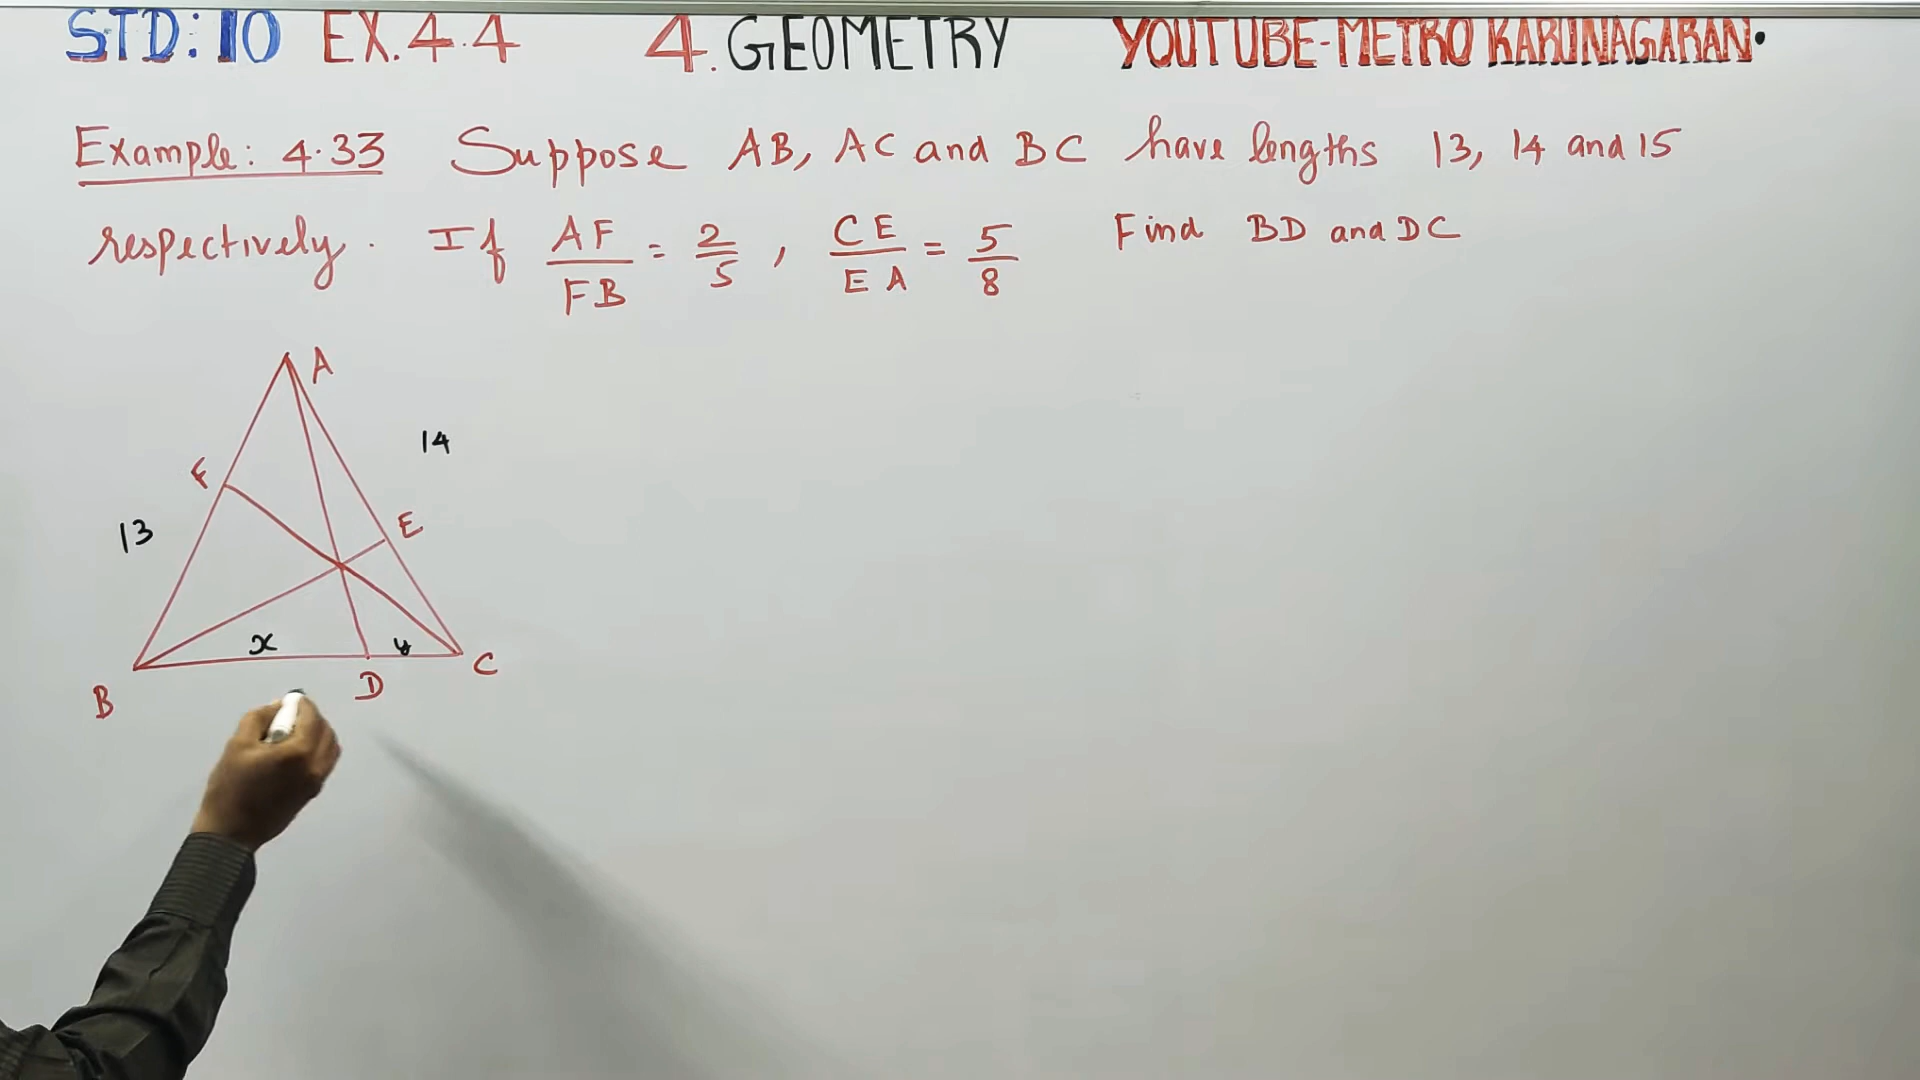 STD: 10 EX. 4.4 4. GEOMETRY YOUTUBE-METRO KARUNAGARAN
Example: 4.33 Suppose AB, AC and BC have lengths 13, 14 and 15
respectively. If AF/FB = 2/5, CE/EA = 5/8 Find BD and DC
A
14
F
13
E
x y
B D C